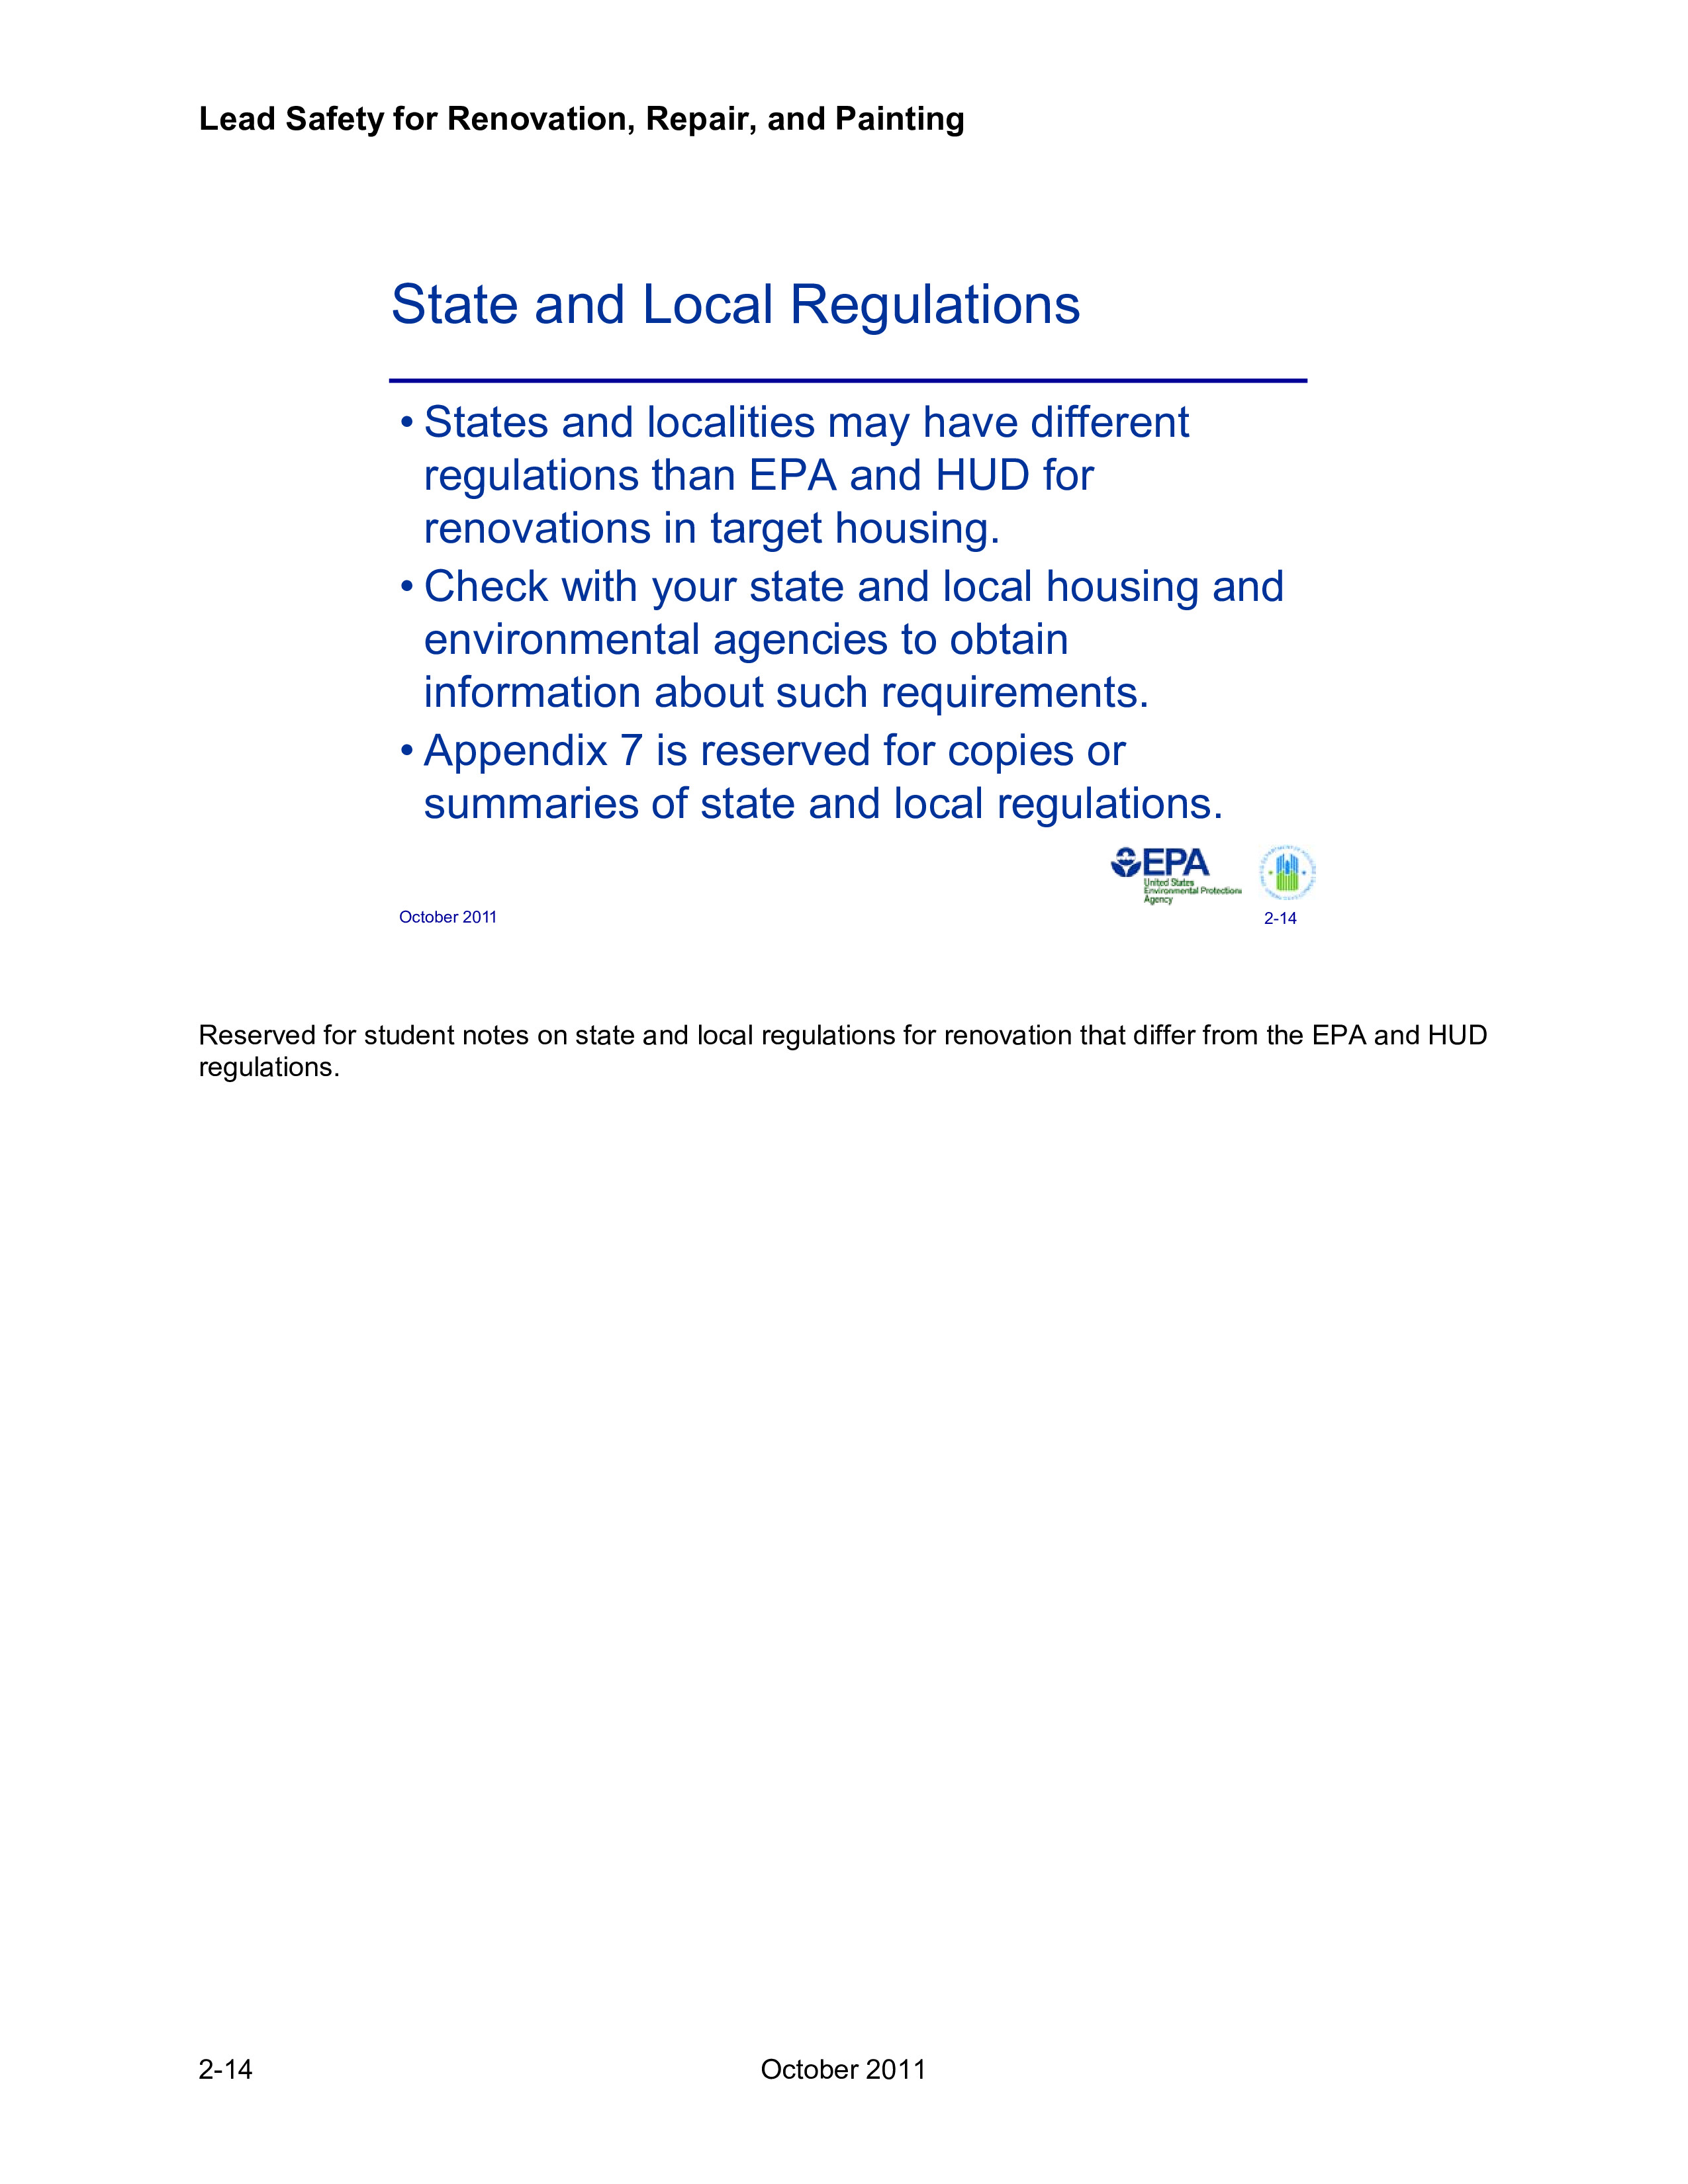 Lead Safety for Renovation, Repair, and Painting
State and Local Regulations
• States and localities may have different
regulations than EPA and HUD for
renovations in target housing.
• Check with your state and local housing and
environmental agencies to obtain
information about such requirements.
• Appendix 7 is reserved for copies or
summaries of state and local regulations.
EPA
United States
Environmental Protection
Agency
October 2011
2-14
Reserved for student notes on state and local regulations for renovation that differ from the EPA and HUD
regulations.
2-14
October 2011